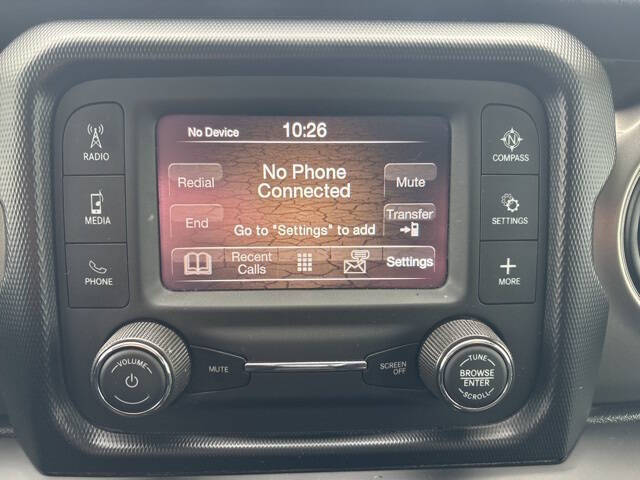 RADIO
MEDIA
PHONE
No Device 10:26
Redial
No Phone
Connected
Mute
End
Go to "Settings" to add
Transfer
Recent
Calls
Settings
N
COMPASS
SETTINGS
+
MORE
VOLUME
MUTE
SCREEN
OFF
TUNE
BROWSE
ENTER
SCROLL